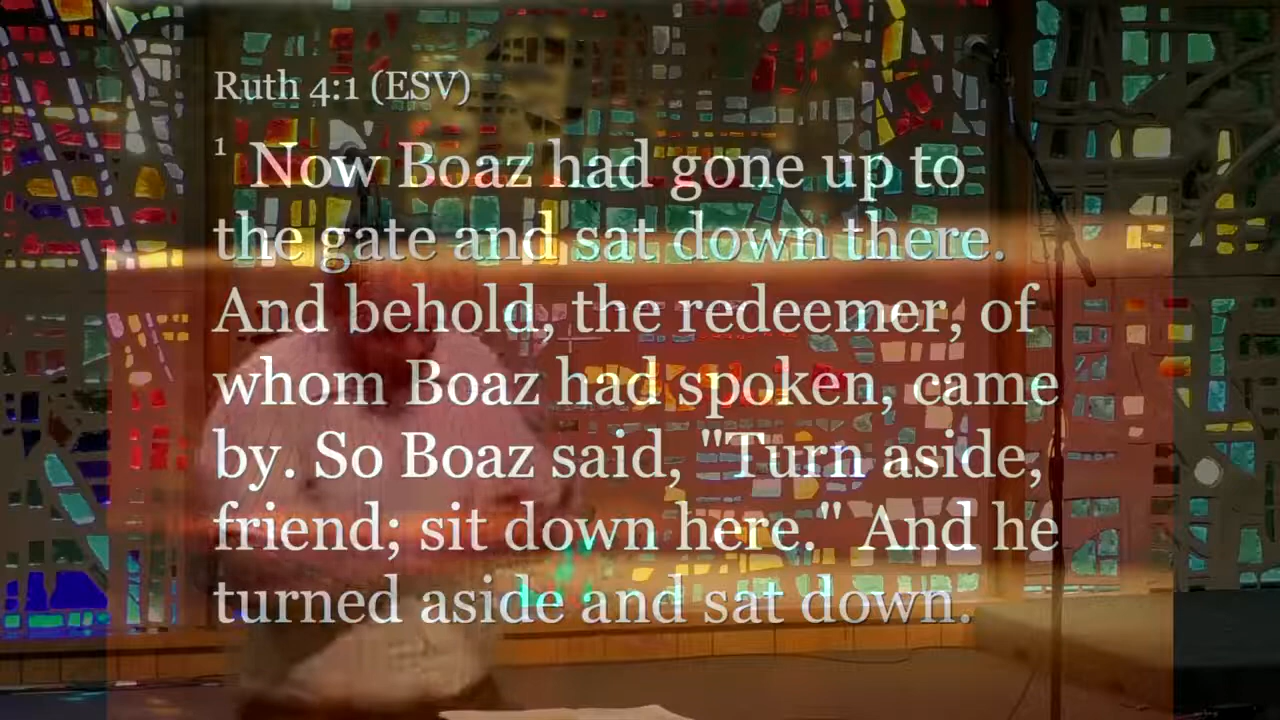 Ruth 4:1 (ESV)
1 Now Boaz had gone up to
the gate and sat down there.
And behold, the redeemer, of
whom Boaz had spoken, came
by. So Boaz said, "Turn aside,
friend; sit down here." And he
turned aside and sat down.